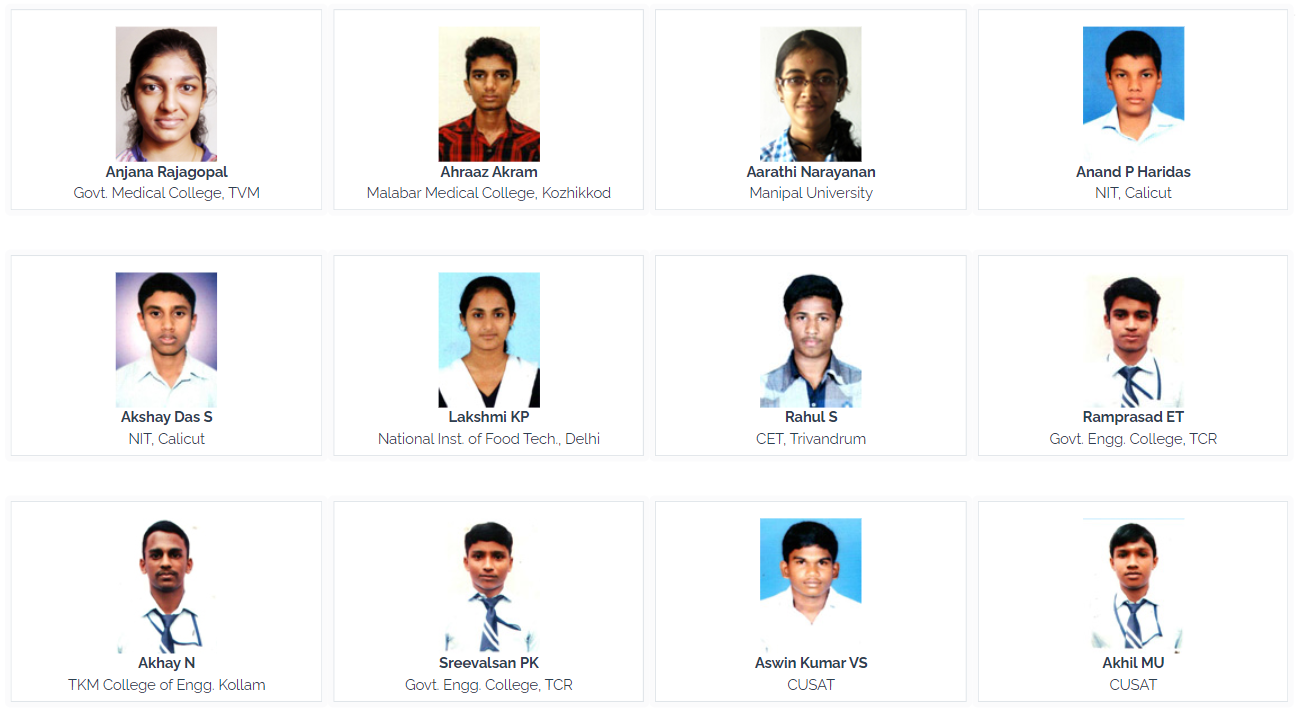 Anjana Rajagopal
Govt. Medical College, TVM
Ahraaz Akram
Malabar Medical College, Kozhikkod
Aarathi Narayanan
Manipal University
Anand P Haridas
NIT, Calicut
Akshay Das S
NIT, Calicut
Lakshmi KP
National Inst. of Food Tech., Delhi
Rahul S
CET, Trivandrum
Ramprasad ET
Govt. Engg. College, TCR
Akhay N
TKM College of Engg. Kollam
Sreevalsan PK
Govt. Engg. College, TCR
Aswin Kumar VS
CUSAT
Akhil MU
CUSAT